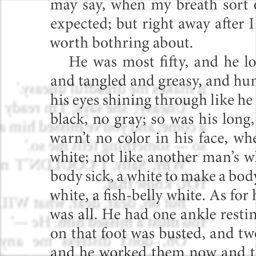 may say, when my breath sort
expected; but right away after I
worth bothring about.
He was most fifty, and he lo
and tangled and greasy, and hun
his eyes shining through like he
black, no gray; so was his long,
warn't no color in his face, whe
white; not like another man's wh
body sick, a white to make a body
white, a fish-belly white. As for h
was all. He had one ankle restin
on that foot was busted, and two
and he worked them now and t